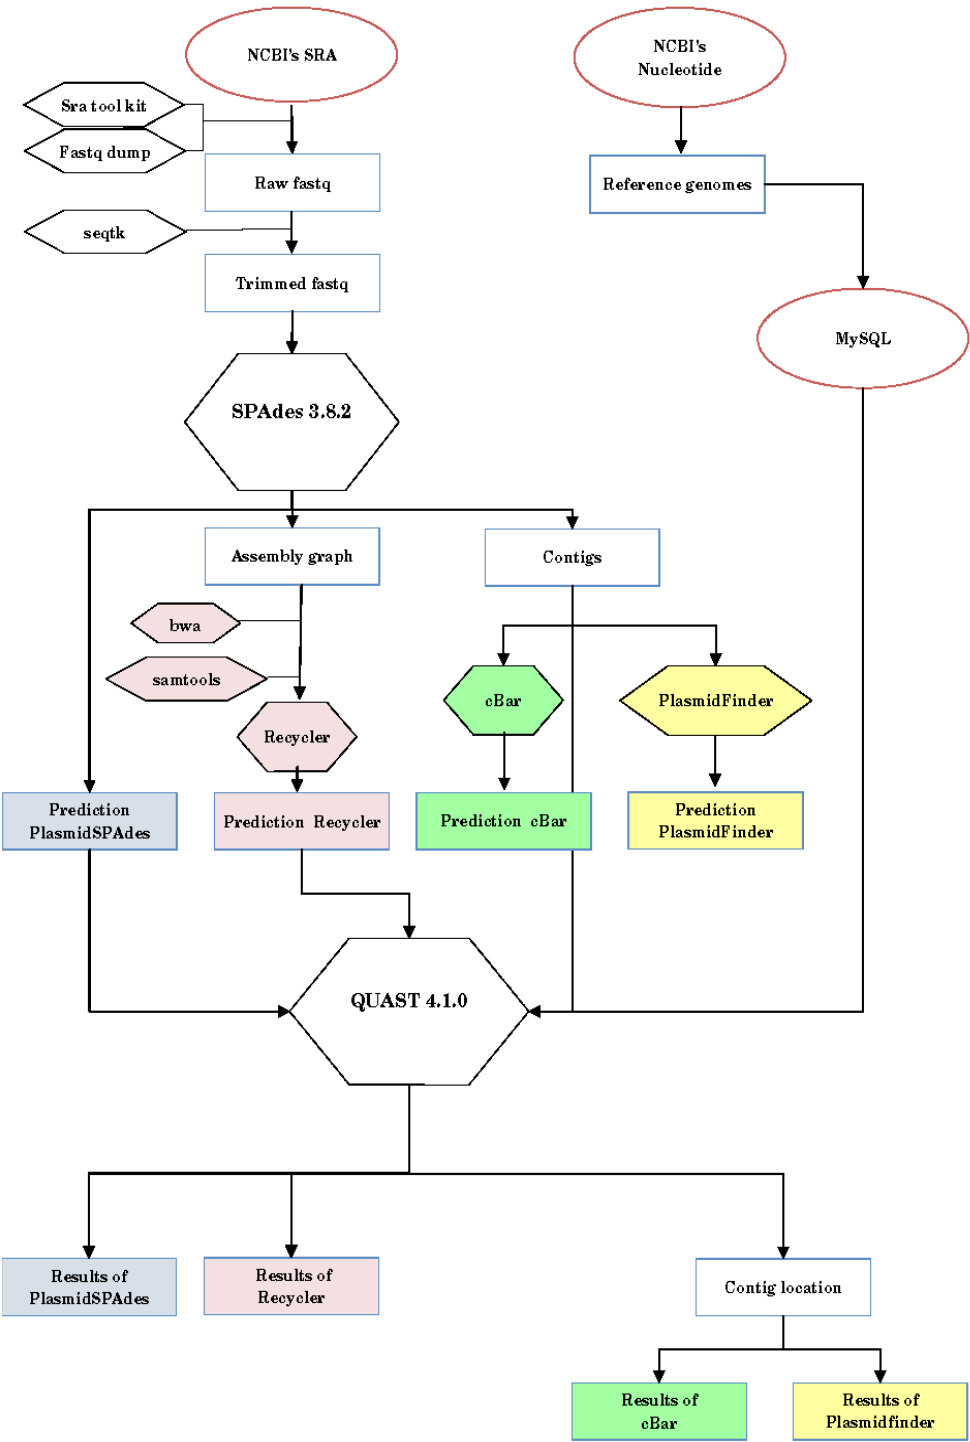 NCBI's SRA
NCBI's
Nucleotide
Sra tool kit
Fastq dump
Raw fastq
Reference genomes
seqtk
Trimmed fastq
MySQL
SPAdes 3.8.2
Assembly graph
Contigs
bwa
samtools
cBar
PlasmidFinder
Recycler
Prediction
PlasmidSPAdes
Prediction Recycler
Prediction cBar
Prediction
PlasmidFinder
QUAST 4.1.0
Results of
PlasmidSPAdes
Results of
Recycler
Contig location
Results of
cBar
Results of
Plasmidfinder